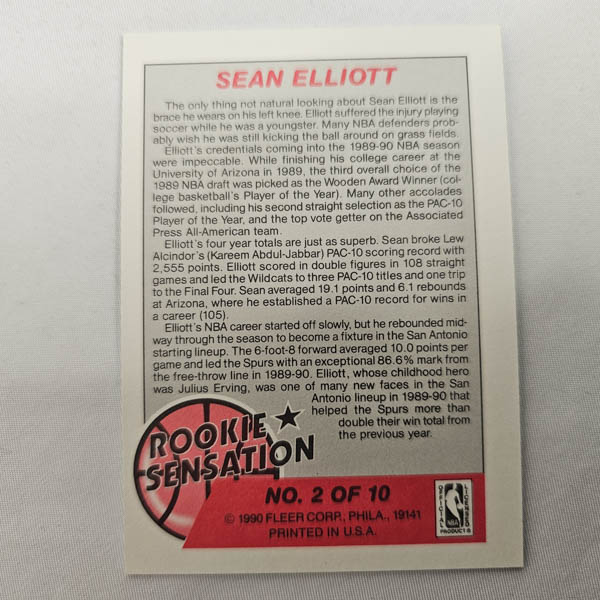 SEAN ELLIOTT
The only thing not natural looking about Sean Elliott is the
brace he wears on his left knee. Elliott suffered the injury playing
soccer while he was a youngster. Many NBA defenders prob-
ably wish he was still kicking the ball around on grass fields.
Elliott's credentials coming into the 1989-90 NBA season
were impeccable. While finishing his college career at the
University of Arizona in 1989, the third overall choice of the
1989 NBA draft was picked as the Wooden Award Winner (col-
lege basketball's Player of the Year). Many other accolades
followed, including his second straight selection as the PAC-10
Player of the Year, and the top vote getter on the Associated
Press All-American team.
Elliott's four year totals are just as superb. Sean broke Lew
Alcindor's (Kareem Abdul-Jabbar) PAC-10 scoring record with
2,555 points. Elliott scored in double figures in 108 straight
games and led the Wildcats to three PAC-10 titles and one trip
to the Final Four. Sean averaged 19.1 points and 6.1 rebounds
at Arizona, where he established a PAC-10 record for wins in
a career (105).
Elliott's NBA career started off slowly, but he rebounded mid-
way through the season to become a fixture in the San Antonio
starting lineup. The 6-foot-8 forward averaged 10.0 points per
game and led the Spurs with an exceptional 86.6% mark from
the free-throw line in 1989-90. Elliott, whose childhood hero
was Julius Erving, was one of many new faces in the San
Antonio lineup in 1989-90 that
helped the Spurs more than
double their win total from
the previous year.
ROOKIE
SENSATION
NO. 2 OF 10
© 1990 FLEER CORP., PHILA., 19141
PRINTED IN U.S.A.
OFFICIAL
LICENSED
NBA
PRODUCT ®